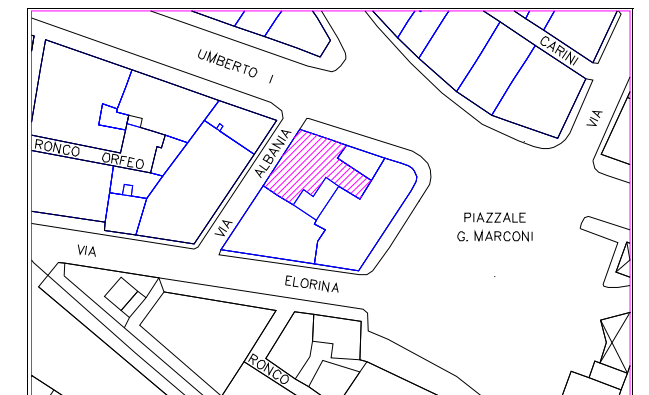 CARINI
UMBERTO I
VIA
ALBANIA
RONCO ORFEO
PIAZZALE
G. MARCONI
VIA
VIA
ELORINA
RONCO